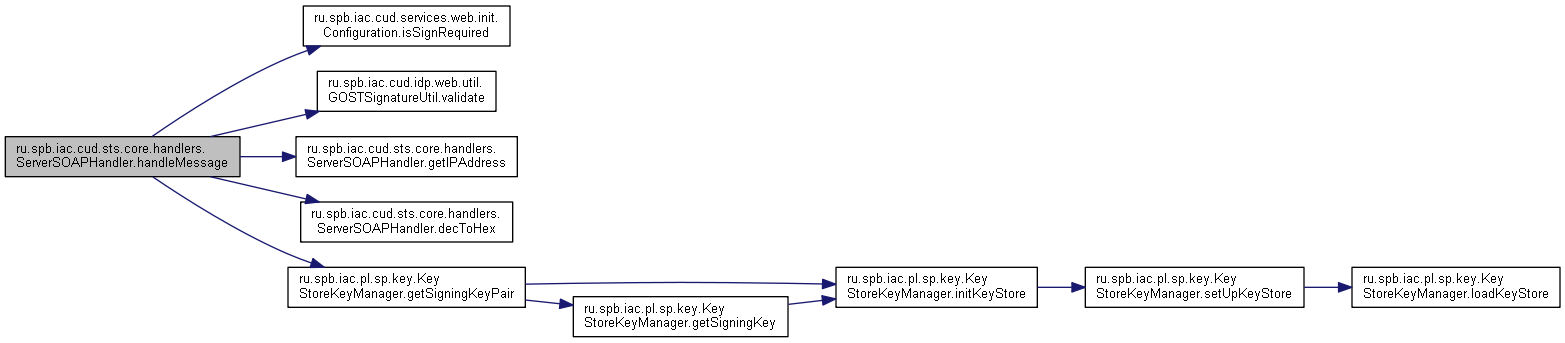 ru.spb.iac.cud.services.web.init.
Configuration.isSignRequired
ru.spb.iac.cud.idp.web.util.
GOSTSignatureUtil.validate
ru.spb.iac.cud.sts.core.handlers.
ServerSOAPHandler.handleMessage
ru.spb.iac.cud.sts.core.handlers.
ServerSOAPHandler.getIPAddress
ru.spb.iac.cud.sts.core.handlers.
ServerSOAPHandler.decToHex
ru.spb.iac.pl.sp.key.Key
StoreKeyManager.getSigningKeyPair
ru.spb.iac.pl.sp.key.Key
StoreKeyManager.getSigningKey
ru.spb.iac.pl.sp.key.Key
StoreKeyManager.initKeyStore
ru.spb.iac.pl.sp.key.Key
StoreKeyManager.setUpKeyStore
ru.spb.iac.pl.sp.key.Key
StoreKeyManager.loadKeyStore